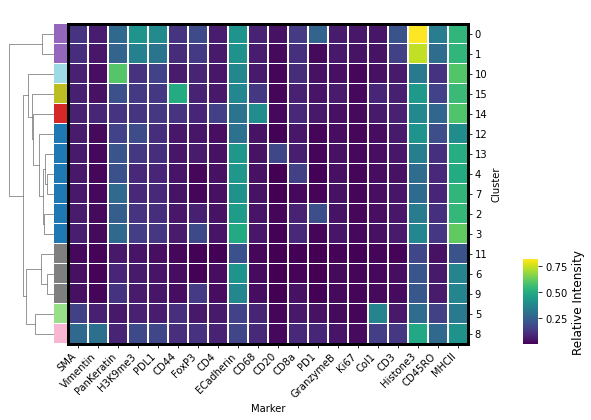 0
1
10
15
14
12
13
4
7
2
3
11
6
9
5
8
Cluster
SMA
Vimentin
PanKeratin
H3K9me3
PDL1
CD44
FoxP3
CD4
ECadherin
CD68
CD20
CD8a
PD1
GranzymeB
Ki67
Col1
CD3
Histone3
CD45RO
MHCII
Marker
0.75
0.50
0.25
Relative Intensity